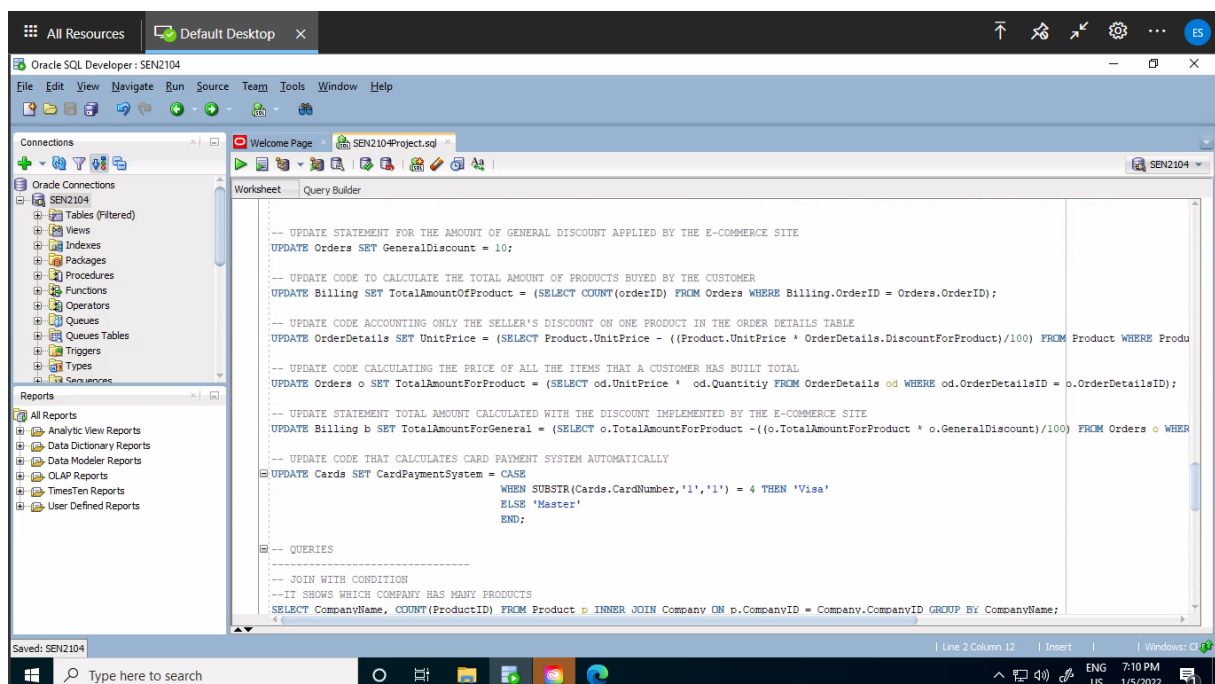 All Resources
Default Desktop
ES
Oracle SQL Developer : SEN2104
File Edit View Navigate Run Source Team Tools Window Help
Connections
Oracle Connections
SEN2104
Tables (Filtered)
Views
Indexes
Packages
Procedures
Functions
Operators
Queues
Queues Tables
Triggers
Types
Sequences
Reports
All Reports
Analytic View Reports
Data Dictionary Reports
Data Modeler Reports
OLAP Reports
TimesTen Reports
User Defined Reports
Welcome Page
SEN2104Project.sql
SEN2104
Worksheet Query Builder
-- UPDATE STATEMENT FOR THE AMOUNT OF GENERAL DISCOUNT APPLIED BY THE E-COMMERCE SITE
UPDATE Orders SET GeneralDiscount = 10;
-- UPDATE CODE TO CALCULATE THE TOTAL AMOUNT OF PRODUCTS BUYED BY THE CUSTOMER
UPDATE Billing SET TotalAmountOfProduct = (SELECT COUNT(orderID) FROM Orders WHERE Billing.OrderID = Orders.OrderID);
-- UPDATE CODE ACCOUNTING ONLY THE SELLER'S DISCOUNT ON ONE PRODUCT IN THE ORDER DETAILS TABLE
UPDATE OrderDetails SET UnitPrice = (SELECT Product.UnitPrice - ((Product.UnitPrice * OrderDetails.DiscountForProduct)/100) FROM Product WHERE Produ
-- UPDATE CODE CALCULATING THE PRICE OF ALL THE ITEMS THAT A CUSTOMER HAS BUILT TOTAL
UPDATE Orders o SET TotalAmountForProduct = (SELECT od.UnitPrice * od.Quantitiy FROM OrderDetails od WHERE od.OrderDetailsID = o.OrderDetailsID);
-- UPDATE STATEMENT TOTAL AMOUNT CALCULATED WITH THE DISCOUNT IMPLEMENTED BY THE E-COMMERCE SITE
UPDATE Billing b SET TotalAmountForGeneral = (SELECT o.TotalAmountForProduct -((o.TotalAmountForProduct * o.GeneralDiscount)/100) FROM Orders o WHER
-- UPDATE CODE THAT CALCULATES CARD PAYMENT SYSTEM AUTOMATICALLY
UPDATE Cards SET CardPaymentSystem = CASE
WHEN SUBSTR(Cards.CardNumber,'1','1') = 4 THEN 'Visa'
ELSE 'Master'
END;
-- QUERIES
--------------------------------
-- JOIN WITH CONDITION
--IT SHOWS WHICH COMPANY HAS MANY PRODUCTS
SELECT CompanyName, COUNT(ProductID) FROM Product p INNER JOIN Company ON p.CompanyID = Company.CompanyID GROUP BY CompanyName;
Saved: SEN2104
Line 2 Column 12 | Insert | | Windows:
Type here to search
ENG
US
7:10 PM
1/5/2022